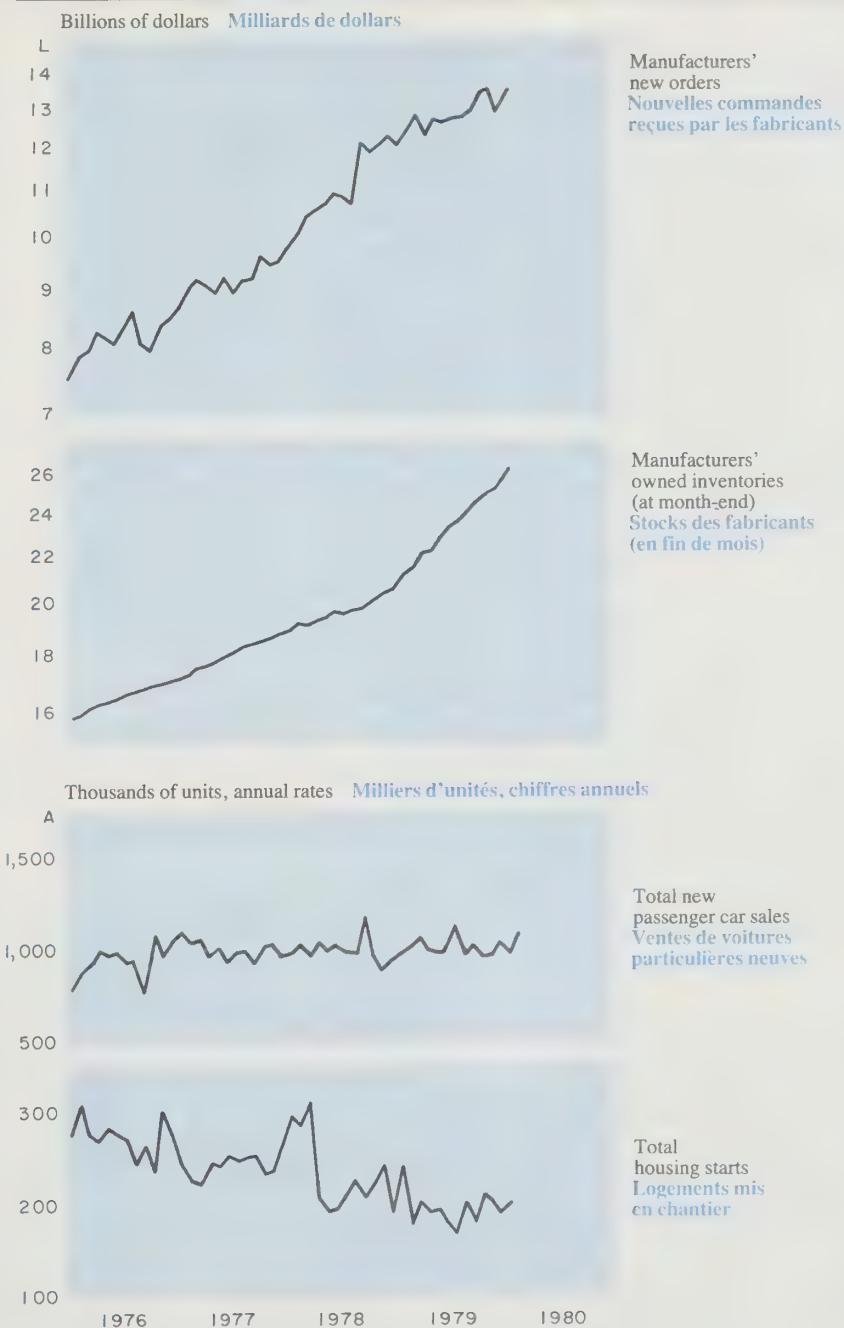 Billions of dollars Milliards de dollars
L
14
13
12
11
10
9
8
7
Manufacturers'
new orders
Nouvelles commandes
reçues par les fabricants
26
24
22
20
18
16
Manufacturers'
owned inventories
(at month-end)
Stocks des fabricants
(en fin de mois)
Thousands of units, annual rates Milliers d'unités, chiffres annuels
A
1,500
1,000
500
Total new
passenger car sales
Ventes de voitures
particulières neuves
300
200
100
Total
housing starts
Logements mis
en chantier
1976 1977 1978 1979 1980